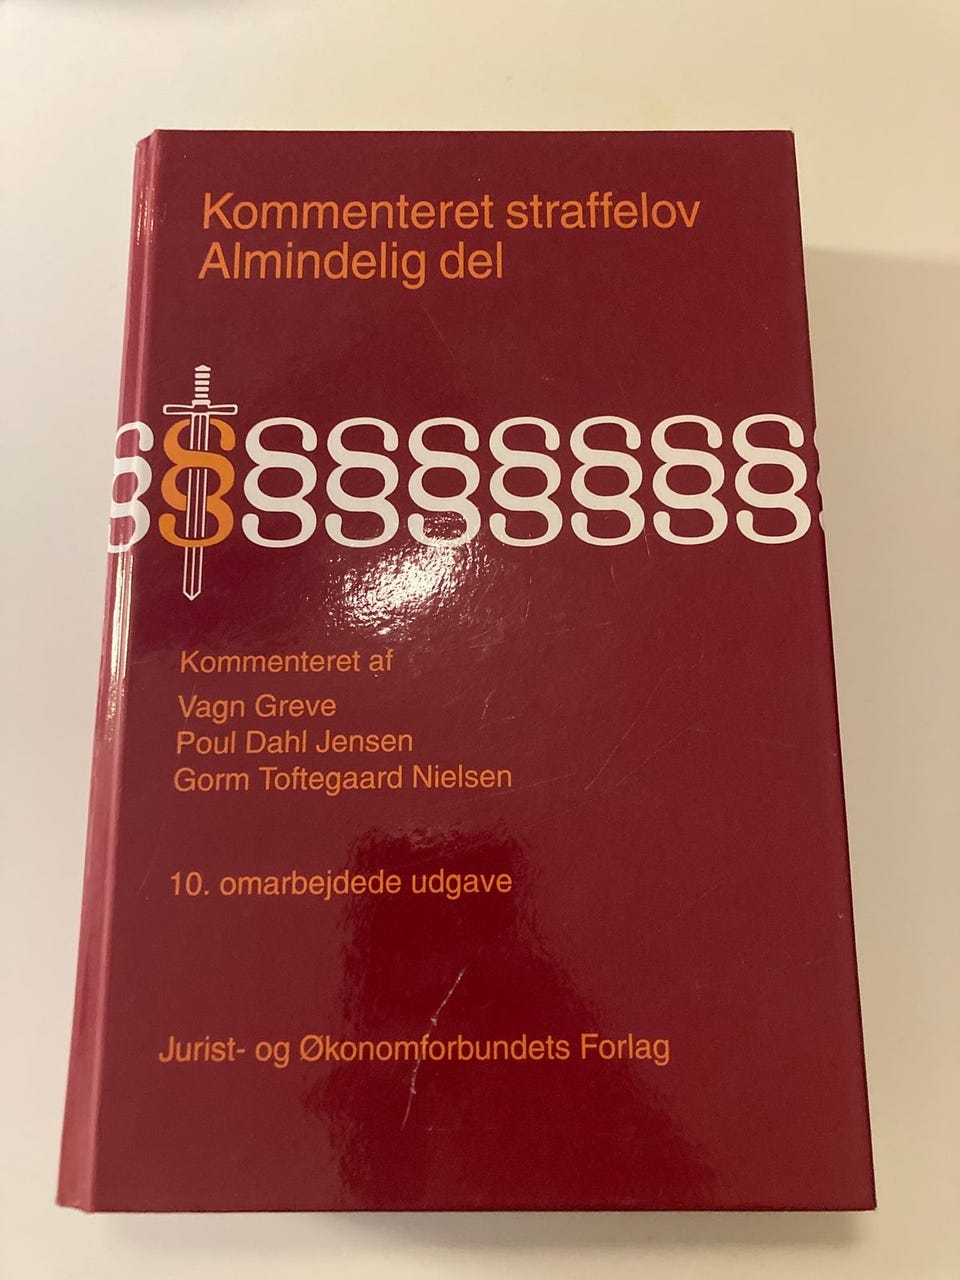 Kommenteret straffelov
Almindelig del
§§§§§§§§§
Kommenteret af
Vagn Greve
Poul Dahl Jensen
Gorm Toftegaard Nielsen
10. omarbejdede udgave
Jurist- og Økonomforbundets Forlag